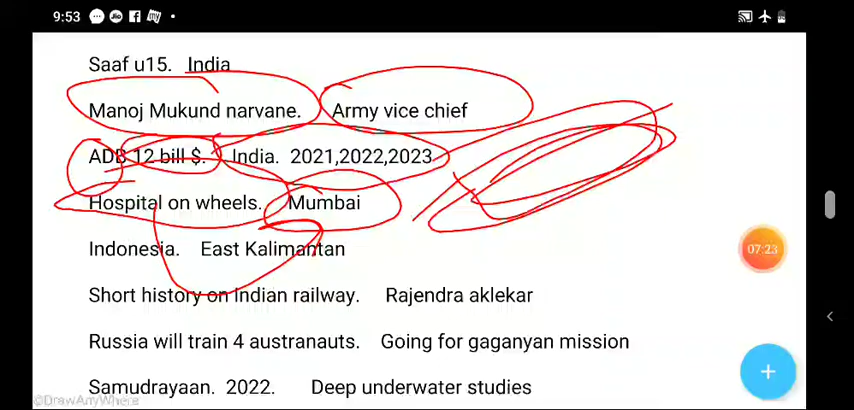 9:53
Saaf u15. India
Manoj Mukund narvane. Army vice chief
ADB 12 bill $. India. 2021,2022,2023
Hospital on wheels. Mumbai
Indonesia. East Kalimantan
07:23
Short history on Indian railway. Rajendra aklekar
Russia will train 4 austranauts. Going for gaganyan mission
Samudrayaan. 2022. Deep underwater studies
@DrawAnyWhere